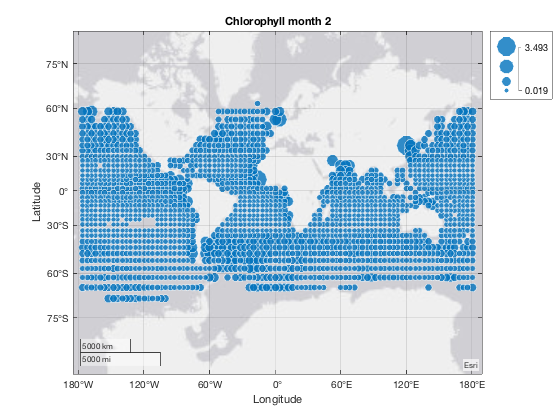 Chlorophyll month 2
3.493
0.019
75°N
60°N
30°N
0°
30°S
60°S
75°S
Latitude
5000 km
5000 mi
Esri
180°W
120°W
60°W
0°
60°E
120°E
180°E
Longitude